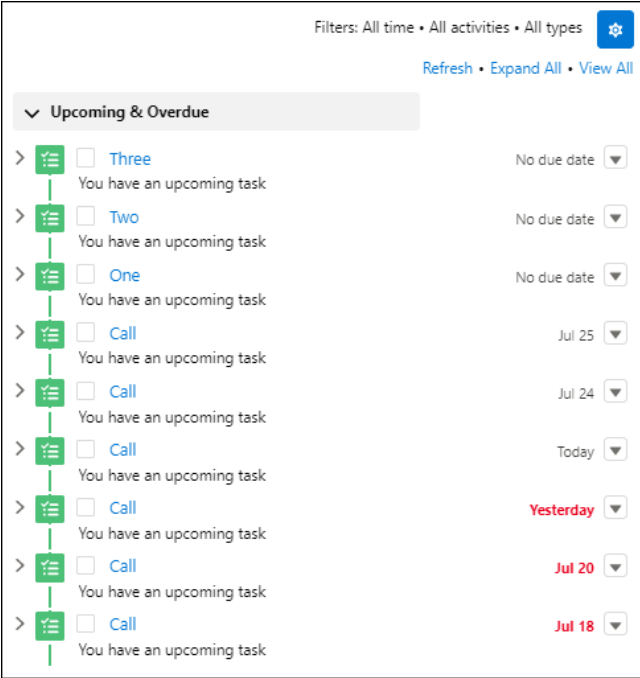 Filters: All time • All activities • All types
Refresh • Expand All • View All
Upcoming & Overdue
Three No due date
You have an upcoming task
Two No due date
You have an upcoming task
One No due date
You have an upcoming task
Call Jul 25
You have an upcoming task
Call Jul 24
You have an upcoming task
Call Today
You have an upcoming task
Call Yesterday
You have an upcoming task
Call Jul 20
You have an upcoming task
Call Jul 18
You have an upcoming task